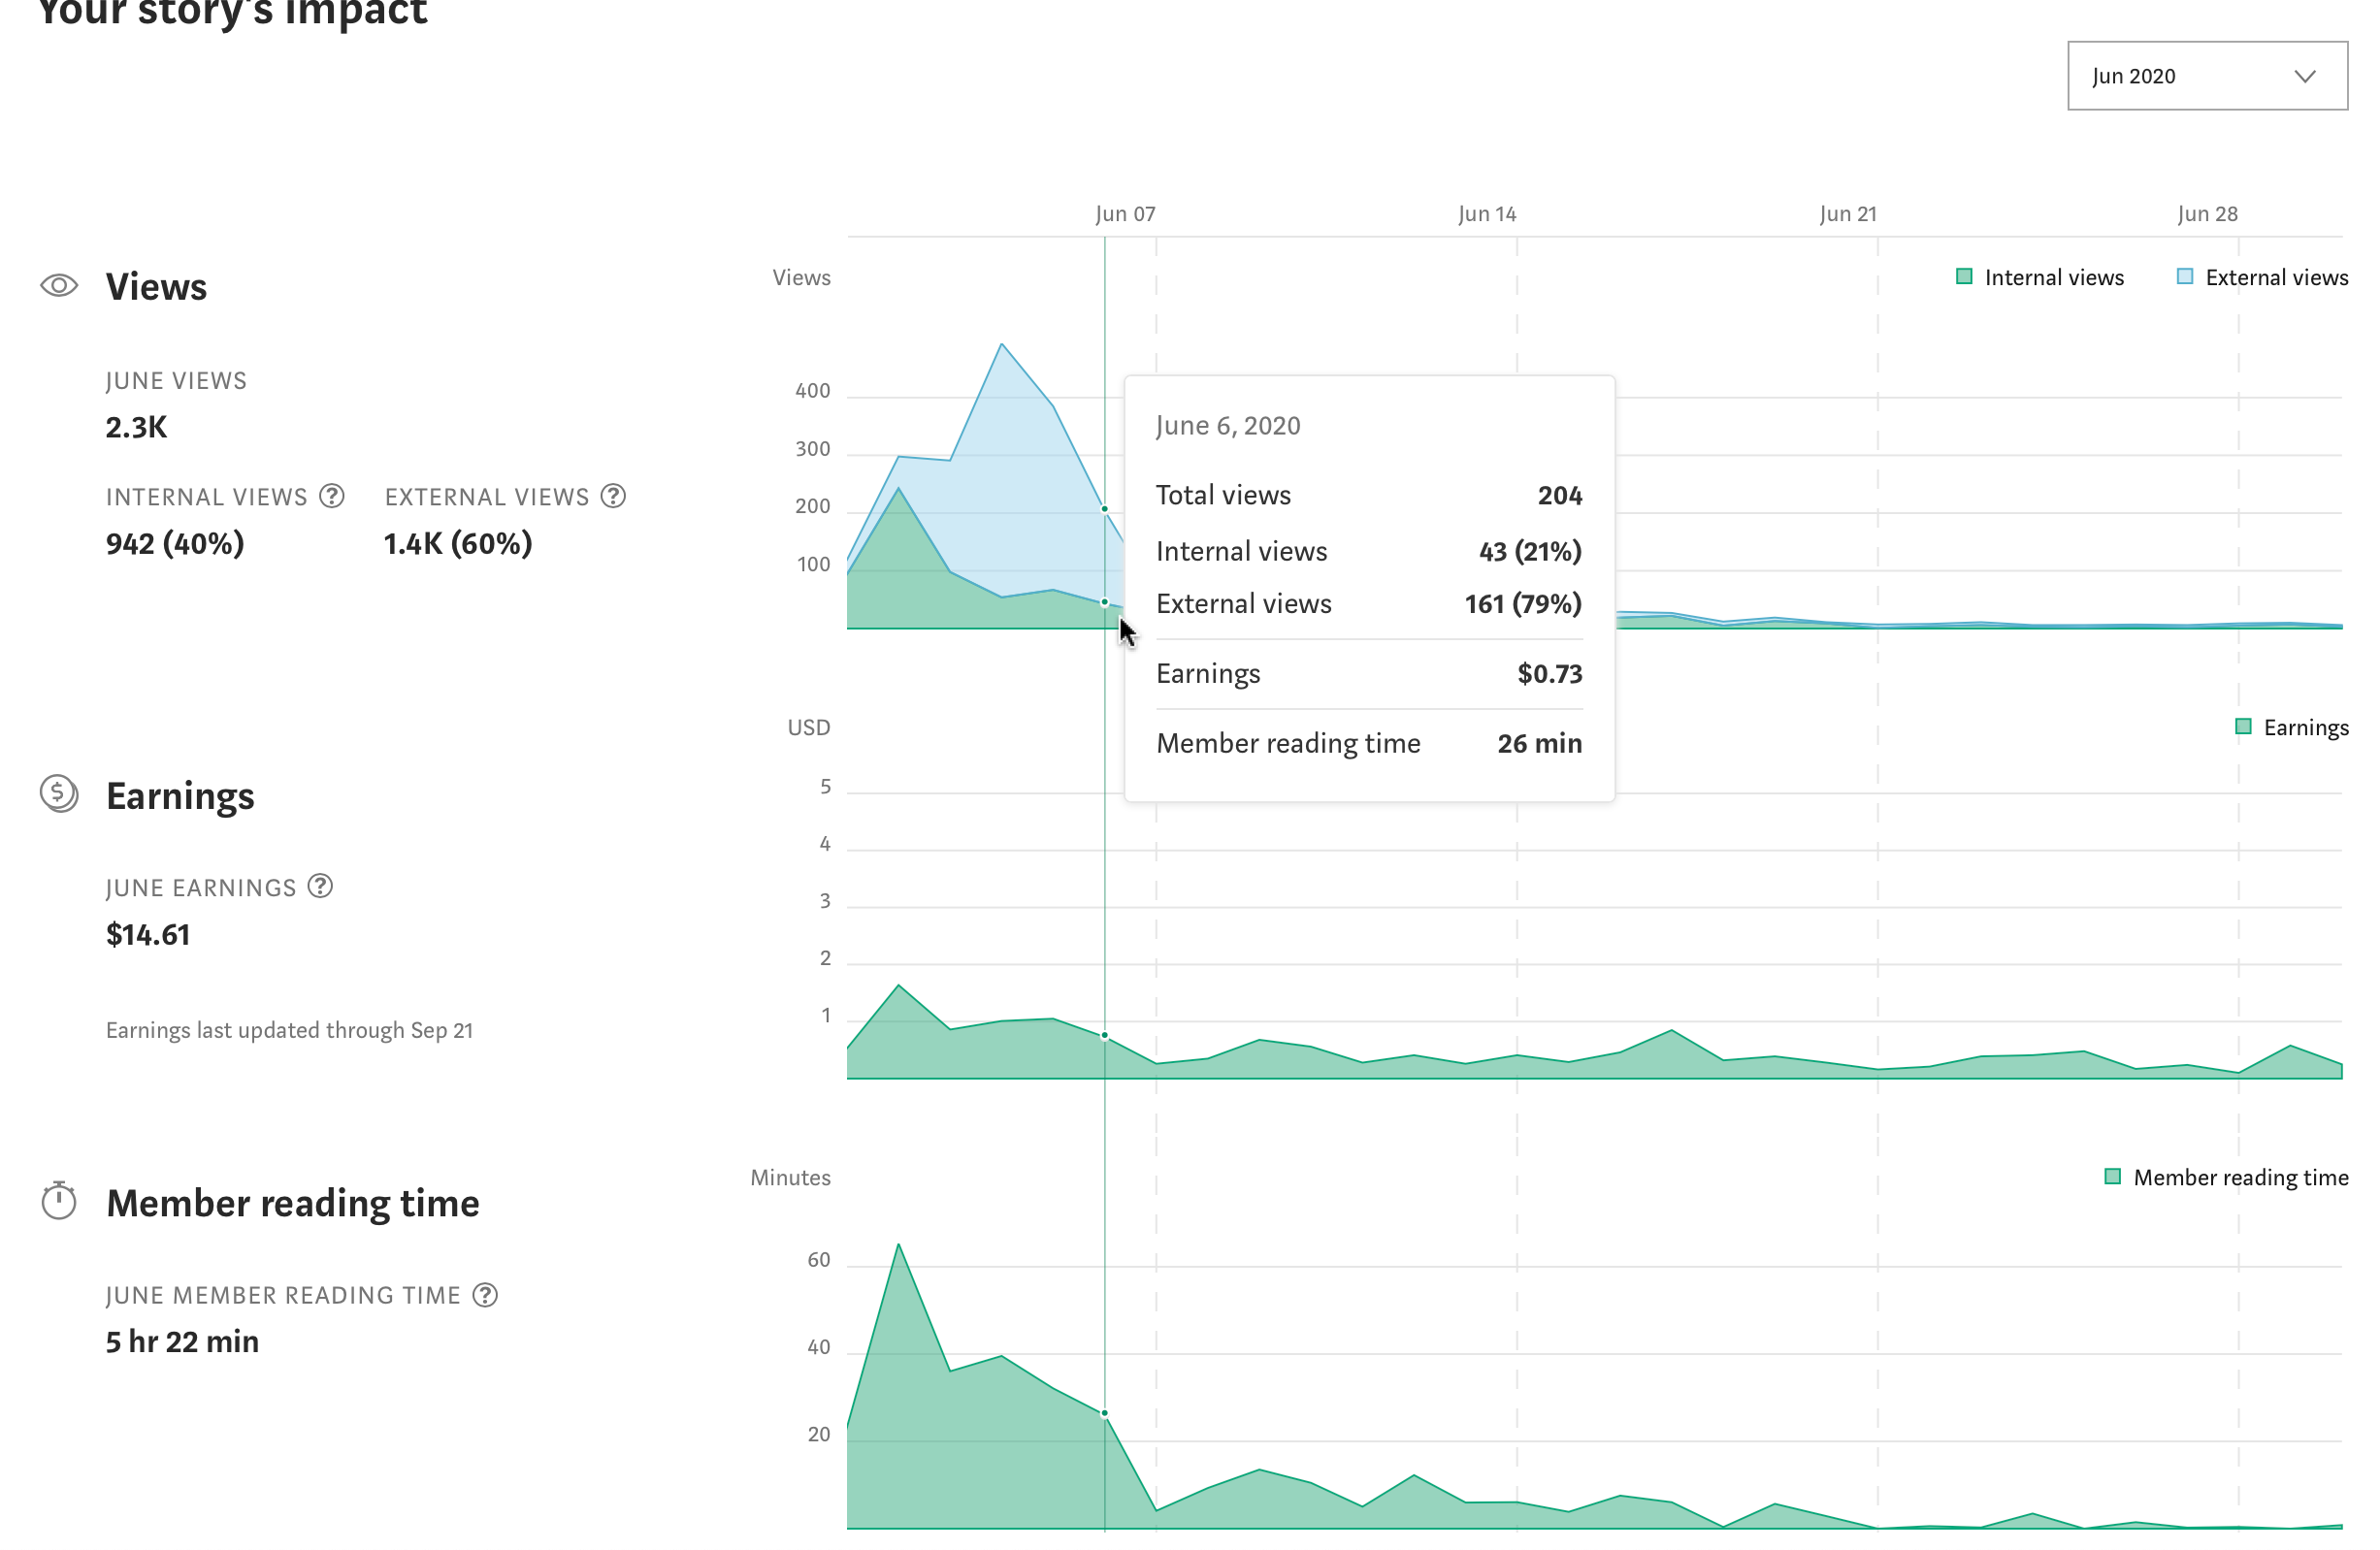 Your story's impact
Jun 2020
Jun 07 Jun 14 Jun 21 Jun 28
Views
JUNE VIEWS
2.3K
INTERNAL VIEWS ? EXTERNAL VIEWS ?
942 (40%) 1.4K (60%)
Views
Internal views External views
400
300
200
100
June 6, 2020
Total views 204
Internal views 43 (21%)
External views 161 (79%)
Earnings $0.73
Member reading time 26 min
$ Earnings
JUNE EARNINGS ?
$14.61
Earnings last updated through Sep 21
USD
Earnings
5
4
3
2
1
Member reading time
JUNE MEMBER READING TIME ?
5 hr 22 min
Minutes
Member reading time
60
40
20